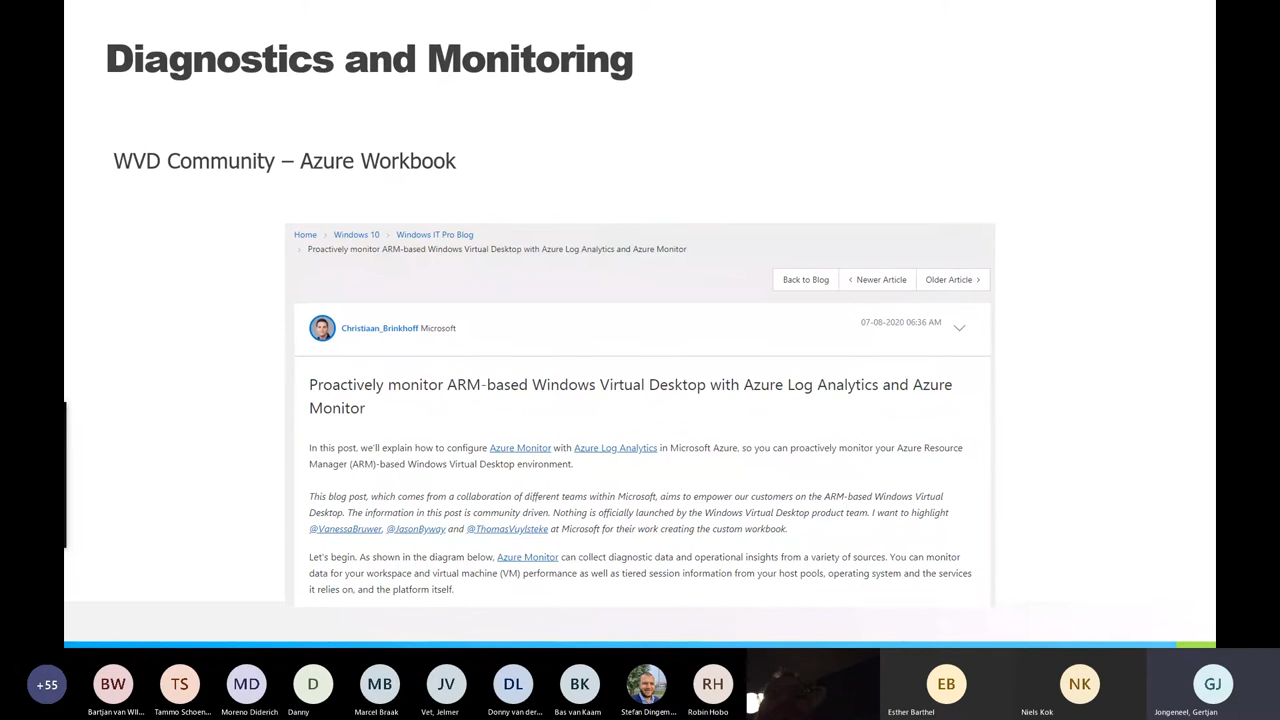 Diagnostics and Monitoring
WVD Community – Azure Workbook
Home › Windows 10 › Windows IT Pro Blog
› Proactively monitor ARM-based Windows Virtual Desktop with Azure Log Analytics and Azure Monitor
Back to Blog ‹ Newer Article Older Article ›
Christiaan_Brinkhoff Microsoft 07-08-2020 06:36 AM
Proactively monitor ARM-based Windows Virtual Desktop with Azure Log Analytics and Azure
Monitor
In this post, we'll explain how to configure Azure Monitor with Azure Log Analytics in Microsoft Azure, so you can proactively monitor your Azure Resource
Manager (ARM)-based Windows Virtual Desktop environment.
This blog post, which comes from a collaboration of different teams within Microsoft, aims to empower our customers on the ARM-based Windows Virtual
Desktop. The information in this post is community driven. Nothing is officially launched by the Windows Virtual Desktop product team. I want to highlight
@VanessaBruwer, @JasonByway and @ThomasVuylsteke at Microsoft for their work creating the custom workbook.
Let's begin. As shown in the diagram below, Azure Monitor can collect diagnostic data and operational insights from a variety of sources. You can monitor
data for your workspace and virtual machine (VM) performance as well as tiered session information from your host pools, operating system and the services
it relies on, and the platform itself.
+55 BW TS MD D MB JV DL BK RH EB NK GJ
Bartjan van WIl... Tammo Schoen... Moreno Diderich Danny Marcel Braak Vet, Jelmer Donny van der... Bas van Kaam Stefan Dingem... Robin Hobo Esther Barthel Niels Kok Jongeneel, Gertjan